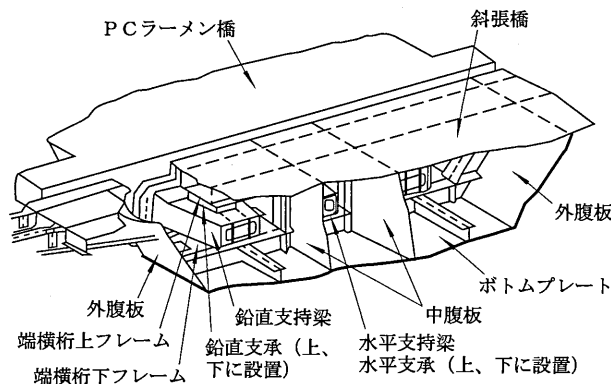 PCラーメン橋
斜張橋
外腹板
ボトムプレート
中腹板
外腹板
鉛直支持梁
水平支持梁
端横桁上フレーム
鉛直支承(上、
下に設置)
水平支承(上、下に設置)
端横桁下フレーム